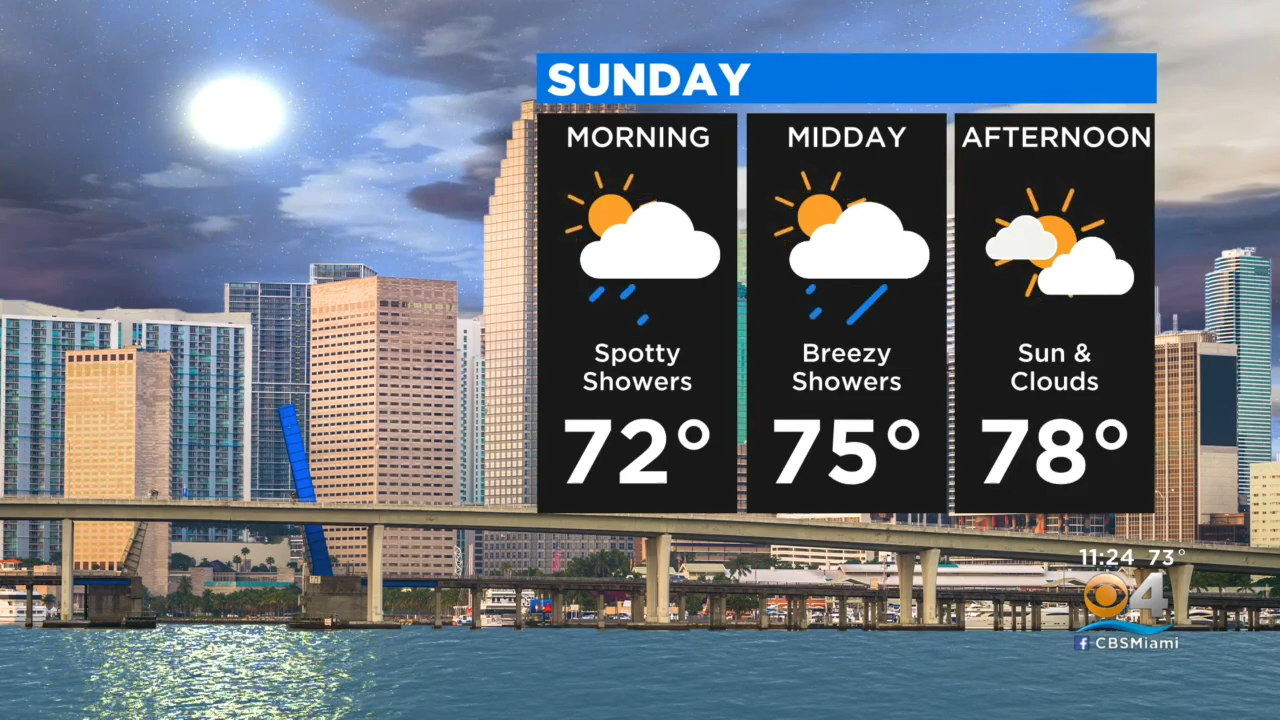 SUNDAY
MORNING
Spotty
Showers
72°
MIDDAY
Breezy
Showers
75°
AFTERNOON
Sun &
Clouds
78°
11:24 73°
4
CBSMiami